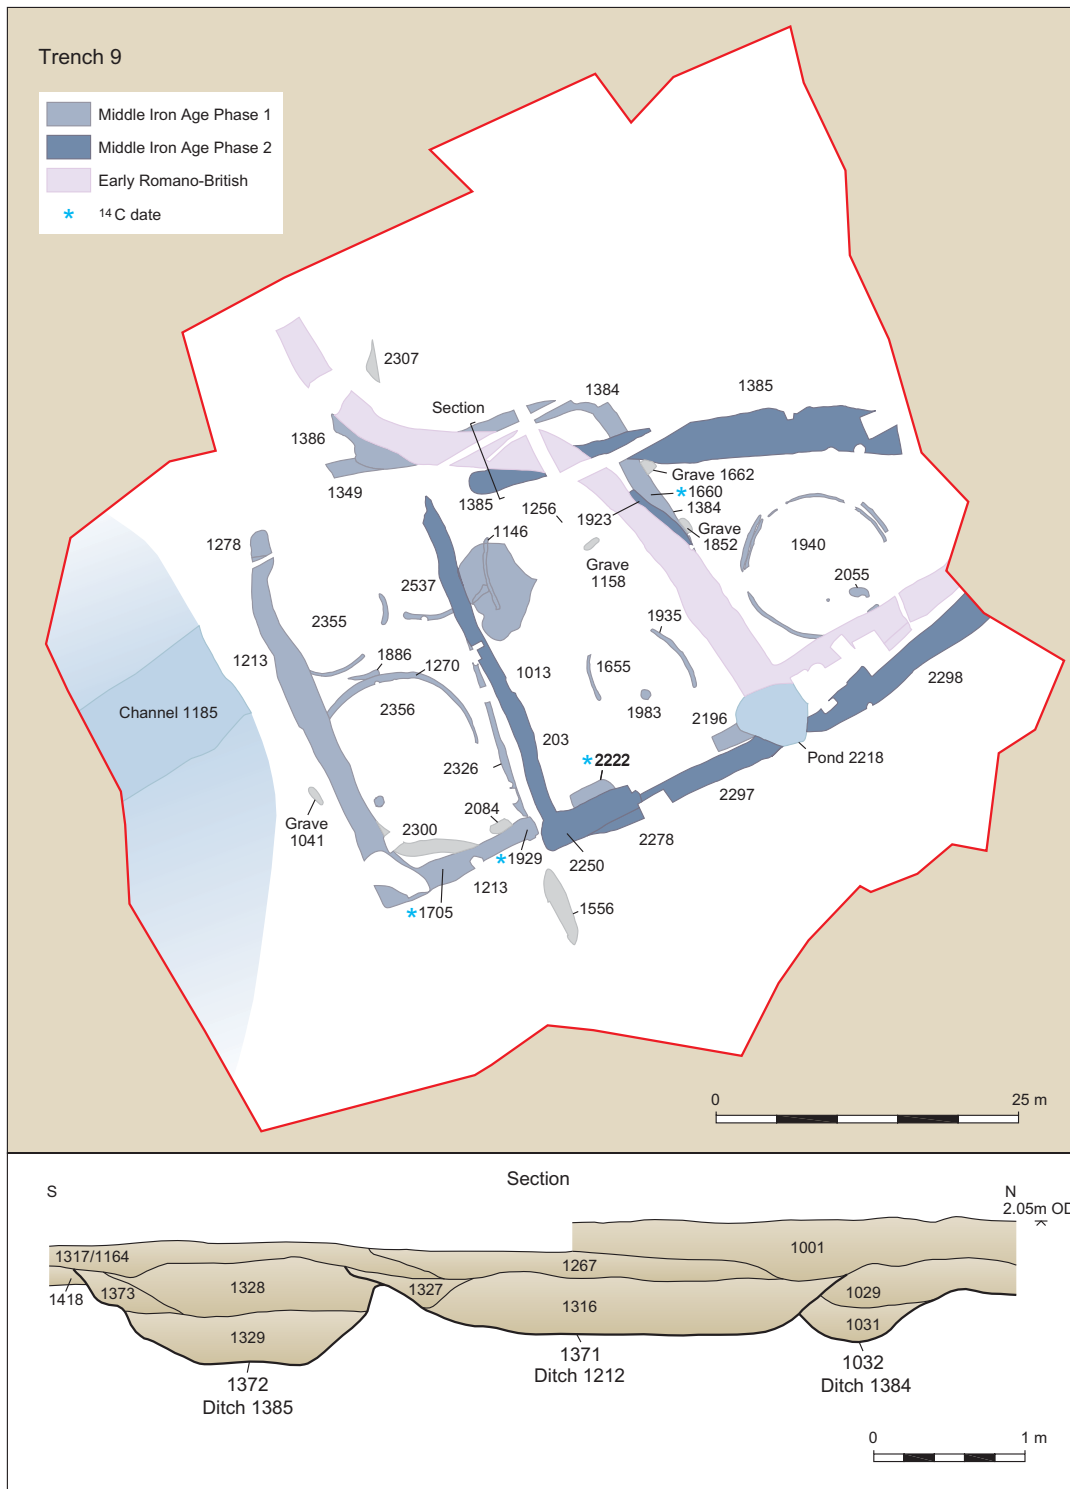 Trench 9
Middle Iron Age Phase 1
Middle Iron Age Phase 2
Early Romano-British
* 14C date
2307
1384
1385
Section
1386
1349
1385
Grave 1662
*1660
1256
1923
1384
Grave
1852
1278
1146
Grave
1158
1940
2537
2055
2355
1935
1213
1886
1270
1655
1013
2298
2356
1983
Channel 1185
2196
203
Pond 2218
2326
*2222
2297
Grave
1041
2300
2084
2278
*1929
2250
1213
*1705
1556
0
25 m
Section
S
N
2.05m OD
1317/1164
1001
1267
1418
1373
1328
1327
1316
1029
1329
1031
1372
Ditch 1385
1371
Ditch 1212
1032
Ditch 1384
0
1 m